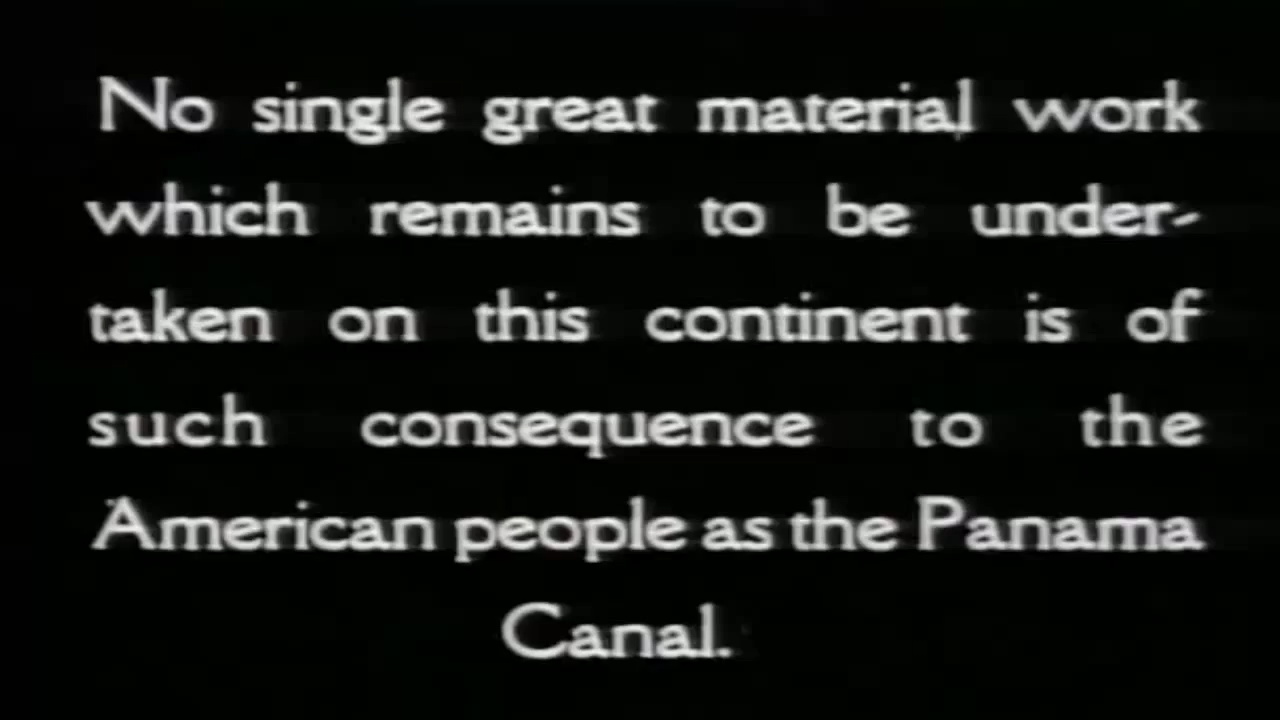 No single great material work
which remains to be under-
taken on this continent is of
such consequence to the
American people as the Panama
Canal.